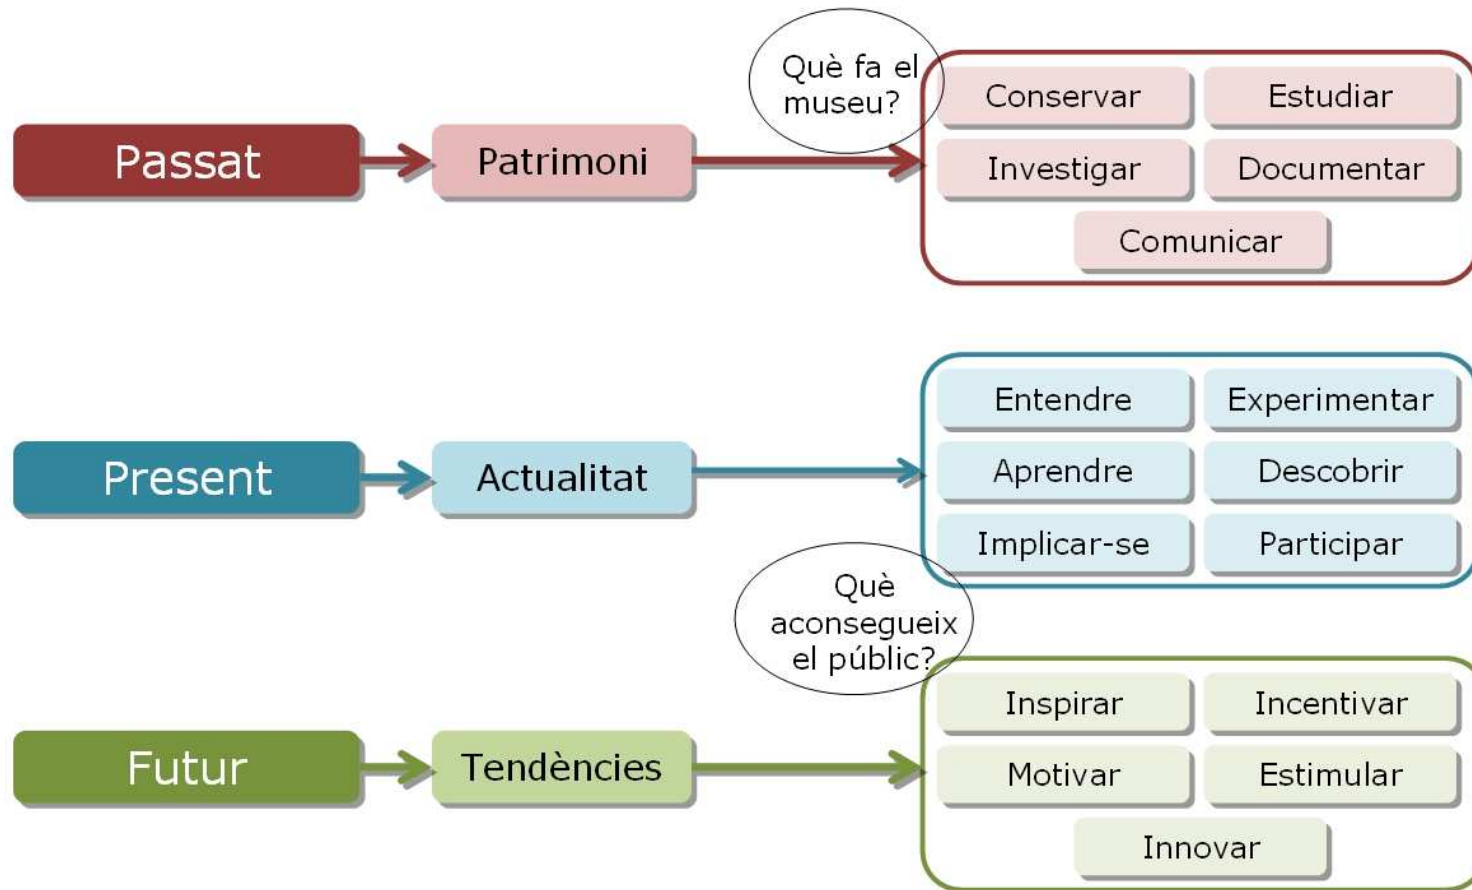 Què fa el
museu?
Passat
Patrimoni
Conservar
Estudiar
Investigar
Documentar
Comunicar
Present
Actualitat
Entendre
Experimentar
Aprendre
Descobrir
Implicar-se
Participar
Què
aconsegueix
el públic?
Futur
Tendències
Inspirar
Incentivar
Motivar
Estimular
Innovar